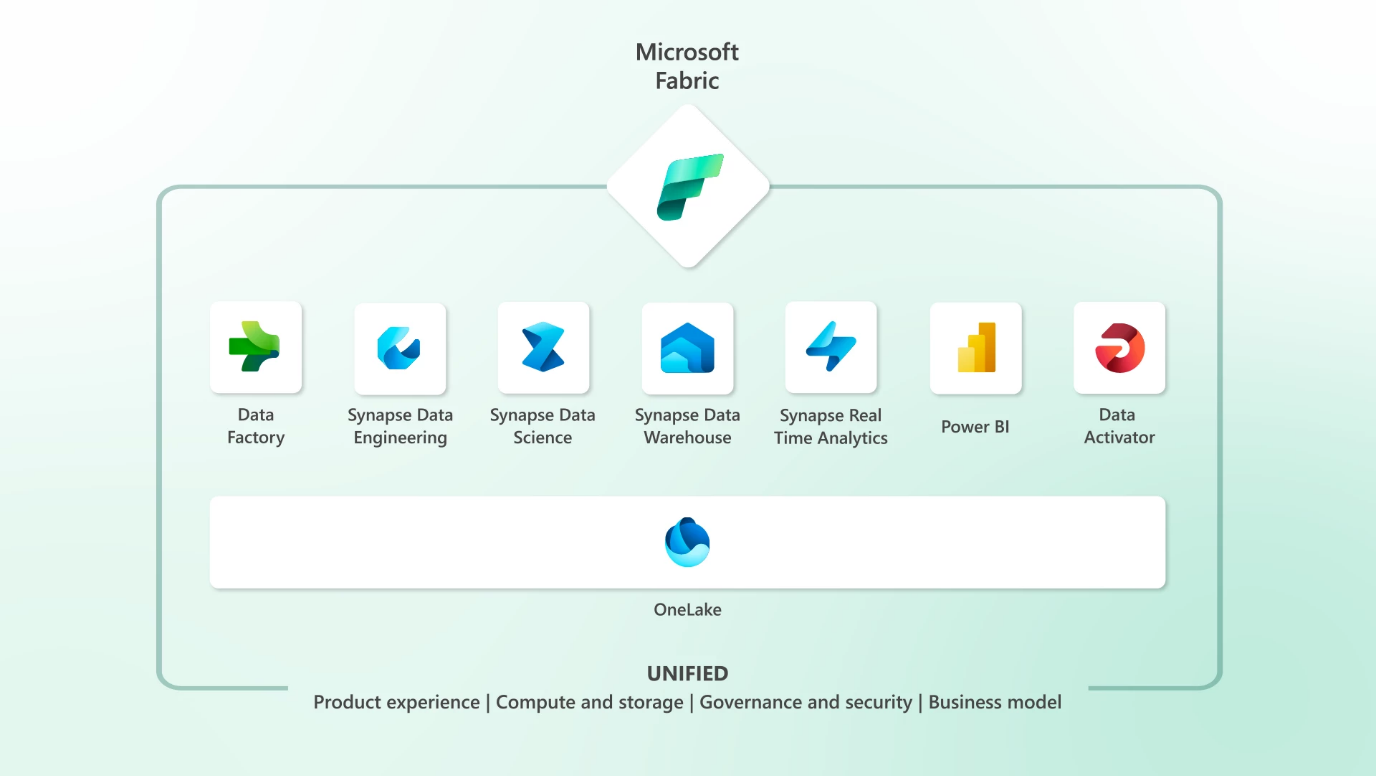 Microsoft
Fabric
Data
Factory
Synapse Data
Engineering
Synapse Data
Science
Synapse Data
Warehouse
Synapse Real
Time Analytics
Power BI
Data
Activator
OneLake
UNIFIED
Product experience | Compute and storage | Governance and security | Business model